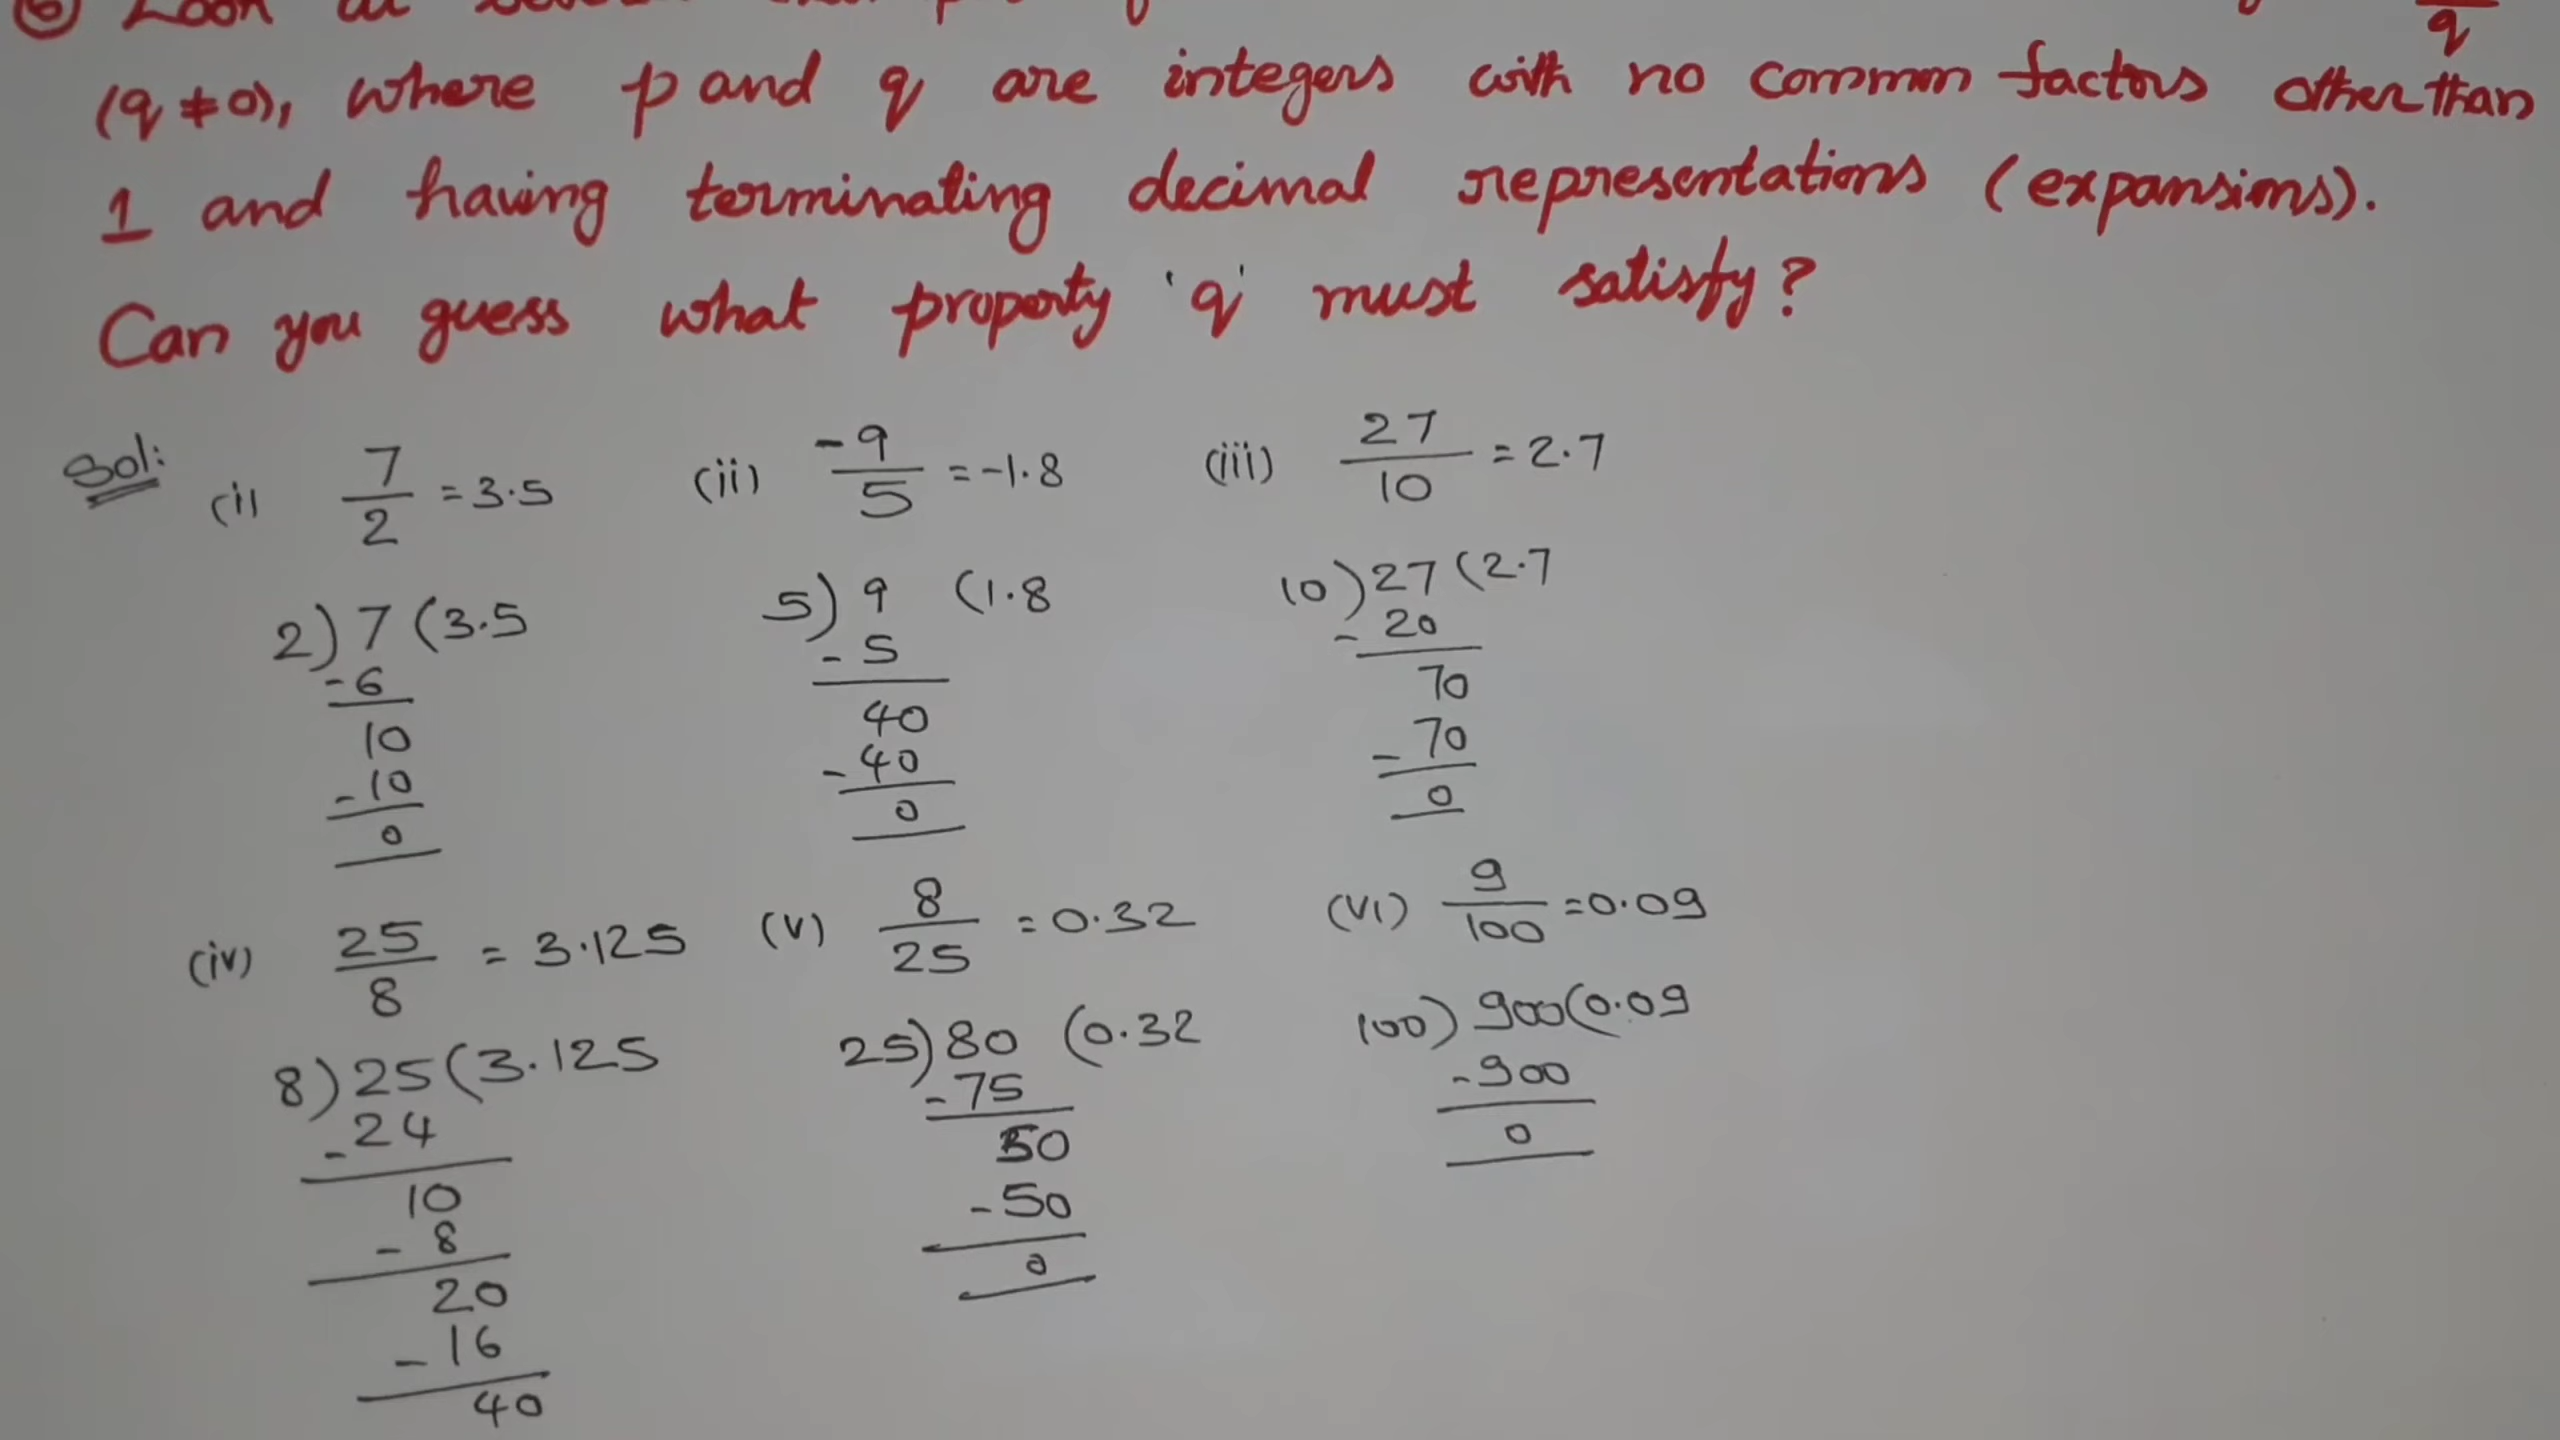 q
(q ≠ 0), where p and q are integers with no common factors other than
1 and having terminating decimal representations (expansions).
Can you guess what property 'q' must satisfy?
Sol:
(i) 7/2 = 3.5
(ii) -9/5 = -1.8
(iii) 27/10 = 2.7
2) 7 (3.5
-6
10
-10
0
5) 9 (1.8
-5
40
-40
0
10) 27 (2.7
-20
70
-70
0
(iv) 25/8 = 3.125
(v) 8/25 = 0.32
(vi) 9/100 = 0.09
8) 25 (3.125
-24
10
-8
20
-16
40
25) 80 (0.32
-75
50
-50
0
100) 900 (0.09
-900
0